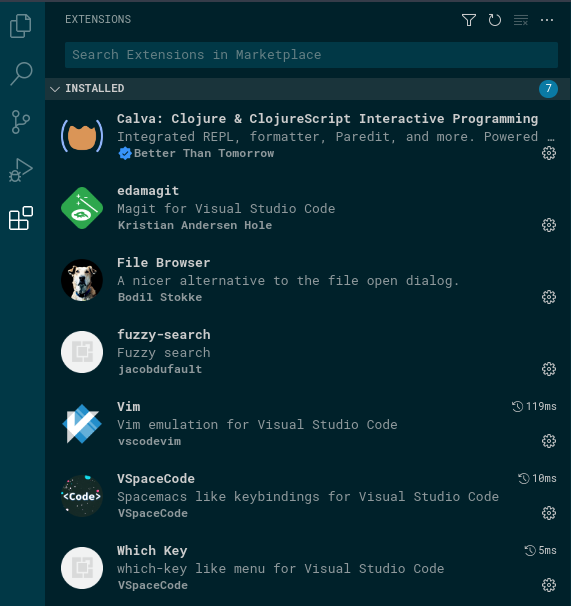 EXTENSIONS
Search Extensions in Marketplace
INSTALLED 7
Calva: Clojure & ClojureScript Interactive Programming
Integrated REPL, formatter, Paredit, and more. Powered …
Better Than Tomorrow
edamagit
Magit for Visual Studio Code
Kristian Andersen Hole
File Browser
A nicer alternative to the file open dialog.
Bodil Stokke
fuzzy-search
Fuzzy search
jacobdufault
Vim 119ms
Vim emulation for Visual Studio Code
vscodevim
VSpaceCode 10ms
<Code>
Spacemacs like keybindings for Visual Studio Code
VSpaceCode
Which Key 5ms
which-key like menu for Visual Studio Code
VSpaceCode